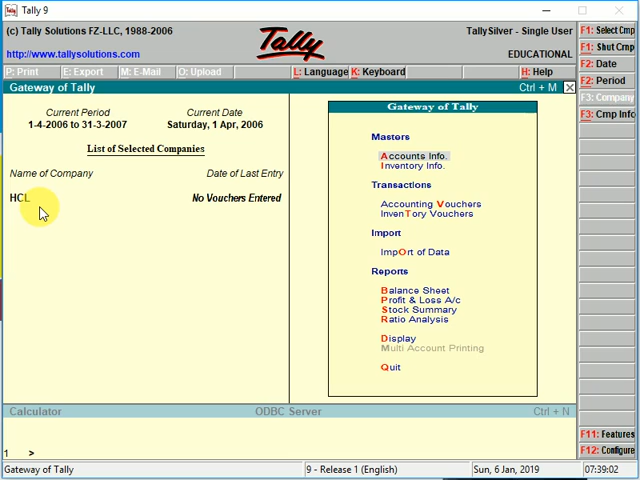 Tally 9
(c) Tally Solutions FZ-LLC, 1988-2006
http://www.tallysolutions.com
Tally
TallySilver - Single User
EDUCATIONAL
P: Print E: Export M: E-Mail O: Upload L: Language K: Keyboard H: Help
Gateway of Tally Ctrl + M
Current Period Current Date
1-4-2006 to 31-3-2007 Saturday, 1 Apr, 2006
List of Selected Companies
Name of Company Date of Last Entry
HCL No Vouchers Entered
Gateway of Tally
Masters
Accounts Info.
Inventory Info.
Transactions
Accounting Vouchers
InvenTory Vouchers
Import
ImpOrt of Data
Reports
Balance Sheet
Profit & Loss A/c
Stock Summary
Ratio Analysis
Display
Multi Account Printing
Quit
F1: Select Cmp
F1: Shut Cmp
F2: Date
F2: Period
F3: Company
F3: Cmp Info
F11: Features
F12: Configure
Calculator ODBC Server Ctrl + N
1 >
Gateway of Tally 9 - Release 1 (English) Sun, 6 Jan, 2019 07:39:02